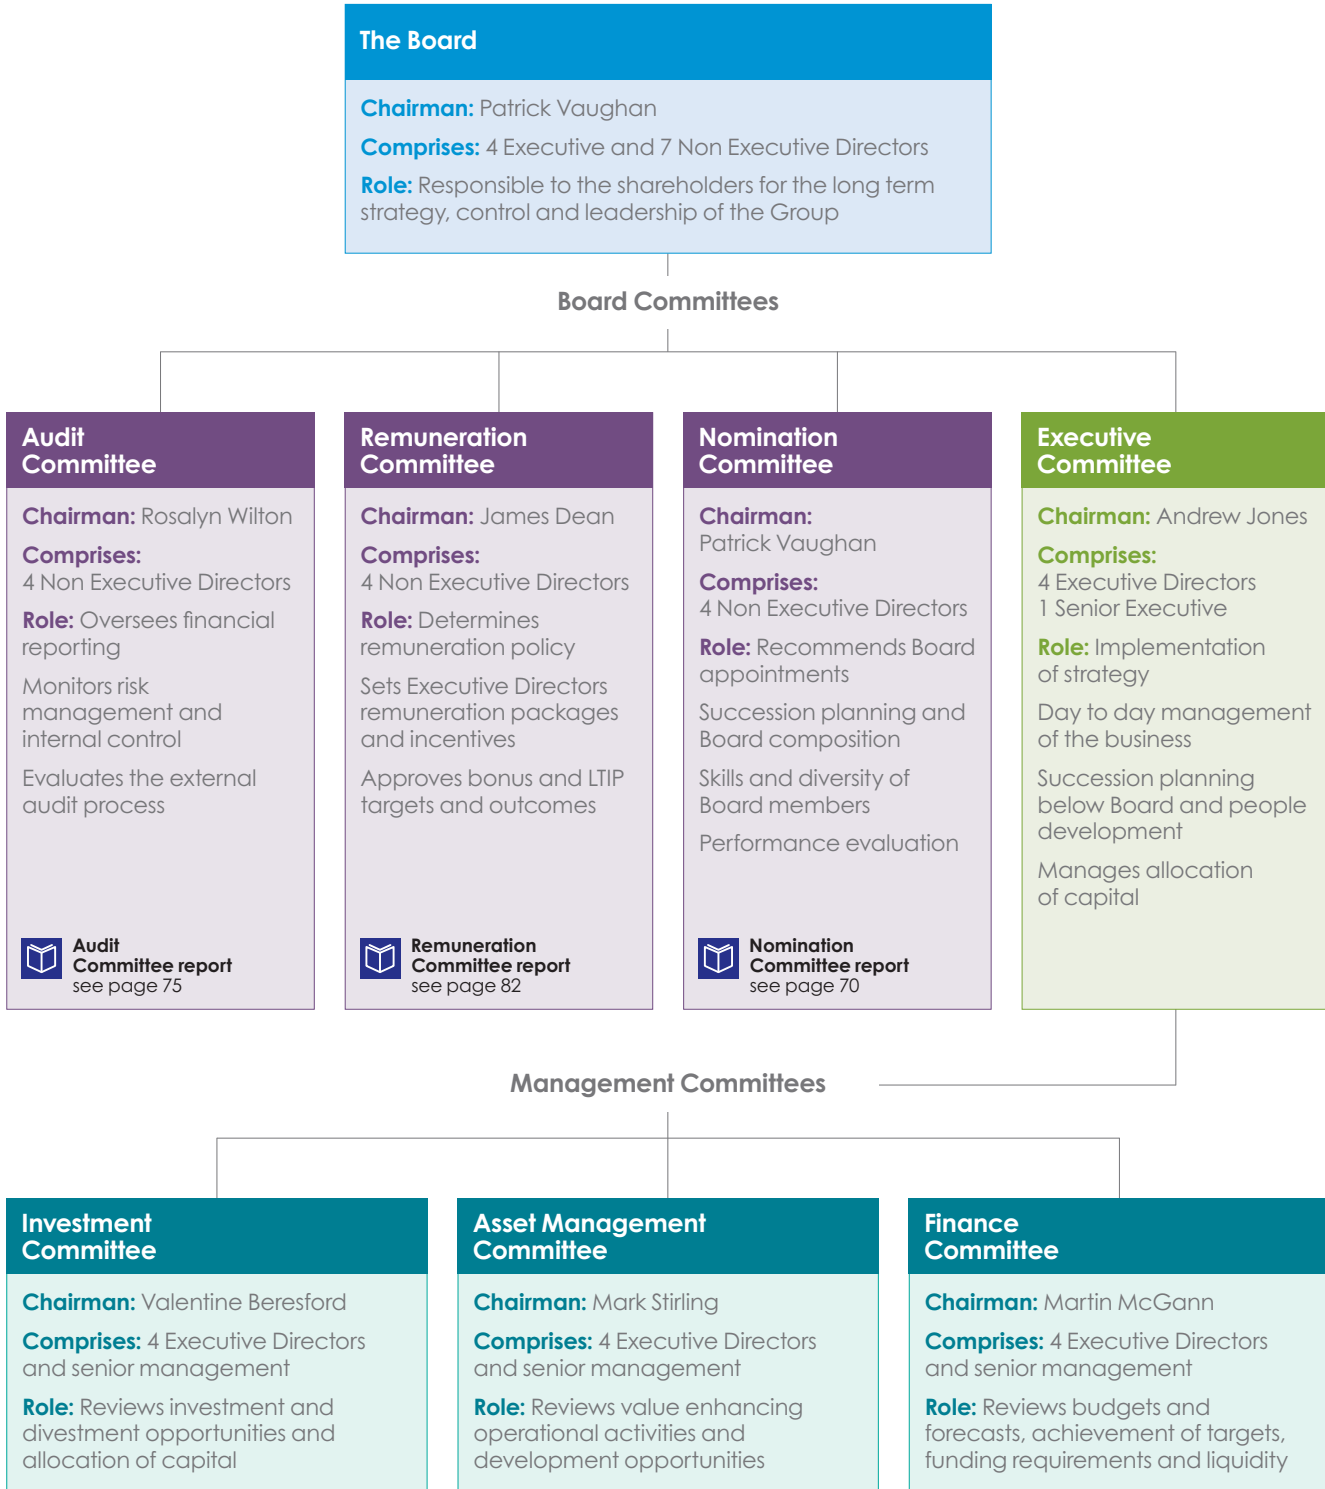 The Board
Chairman: Patrick Vaughan
Comprises: 4 Executive and 7 Non Executive Directors
Role: Responsible to the shareholders for the long term
strategy, control and leadership of the Group
Board Committees
Audit
Committee
Chairman: Rosalyn Wilton
Comprises:
4 Non Executive Directors
Role: Oversees financial
reporting
Monitors risk
management and
internal control
Evaluates the external
audit process
Audit
Committee report
see page 75
Remuneration
Committee
Chairman: James Dean
Comprises:
4 Non Executive Directors
Role: Determines
remuneration policy
Sets Executive Directors
remuneration packages
and incentives
Approves bonus and LTIP
targets and outcomes
Remuneration
Committee report
see page 82
Nomination
Committee
Chairman:
Patrick Vaughan
Comprises:
4 Non Executive Directors
Role: Recommends Board
appointments
Succession planning and
Board composition
Skills and diversity of
Board members
Performance evaluation
Nomination
Committee report
see page 70
Executive
Committee
Chairman: Andrew Jones
Comprises:
4 Executive Directors
1 Senior Executive
Role: Implementation
of strategy
Day to day management
of the business
Succession planning
below Board and people
development
Manages allocation
of capital
Management Committees
Investment
Committee
Chairman: Valentine Beresford
Comprises: 4 Executive Directors
and senior management
Role: Reviews investment and
divestment opportunities and
allocation of capital
Asset Management
Committee
Chairman: Mark Stirling
Comprises: 4 Executive Directors
and senior management
Role: Reviews value enhancing
operational activities and
development opportunities
Finance
Committee
Chairman: Martin McGann
Comprises: 4 Executive Directors
and senior management
Role: Reviews budgets and
forecasts, achievement of targets,
funding requirements and liquidity